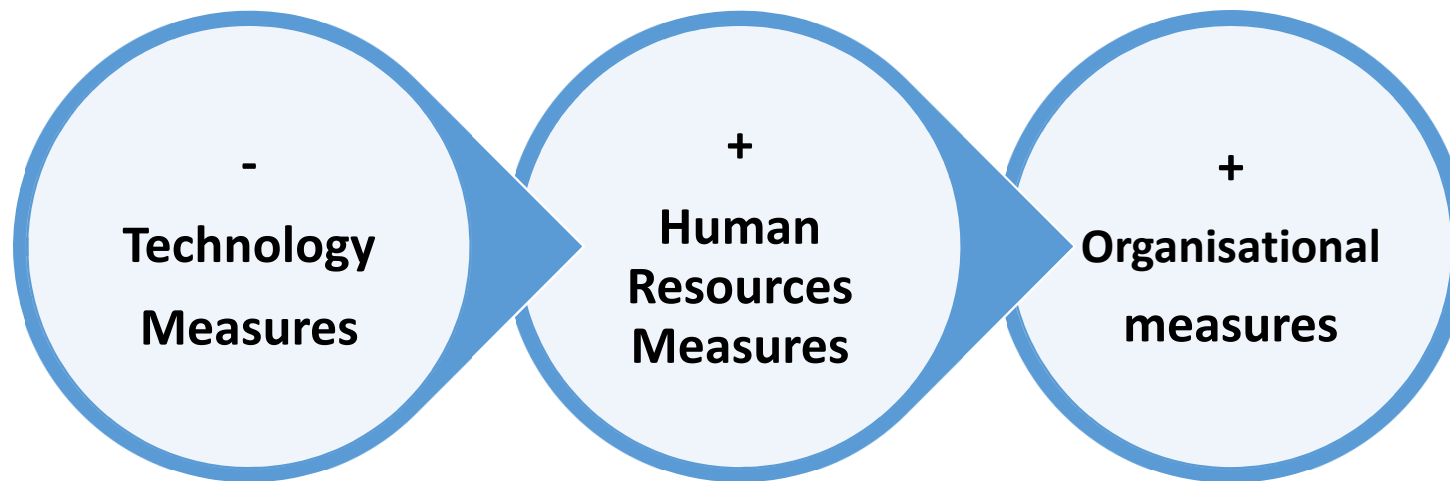 -
Technology
Measures
+
Human
Resources
Measures
+
Organisational
measures